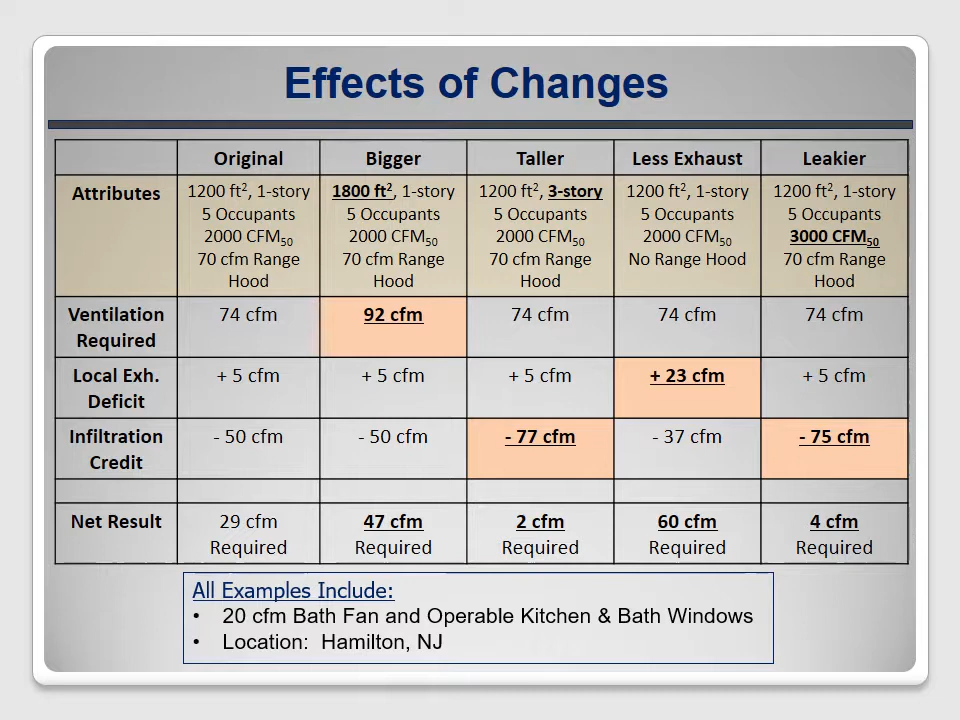 Effects of Changes
Original Bigger Taller Less Exhaust Leakier
Attributes
1200 ft², 1-story
5 Occupants
2000 CFM₅₀
70 cfm Range
Hood
1800 ft², 1-story
5 Occupants
2000 CFM₅₀
70 cfm Range
Hood
1200 ft², 3-story
5 Occupants
2000 CFM₅₀
70 cfm Range
Hood
1200 ft², 1-story
5 Occupants
2000 CFM₅₀
No Range Hood
1200 ft², 1-story
5 Occupants
3000 CFM₅₀
70 cfm Range
Hood
Ventilation
Required
74 cfm
92 cfm
74 cfm
74 cfm
74 cfm
Local Exh.
Deficit
+ 5 cfm
+ 5 cfm
+ 5 cfm
+ 23 cfm
+ 5 cfm
Infiltration
Credit
- 50 cfm
- 50 cfm
- 77 cfm
- 37 cfm
- 75 cfm
Net Result
29 cfm
Required
47 cfm
Required
2 cfm
Required
60 cfm
Required
4 cfm
Required
All Examples Include:
• 20 cfm Bath Fan and Operable Kitchen & Bath Windows
• Location: Hamilton, NJ